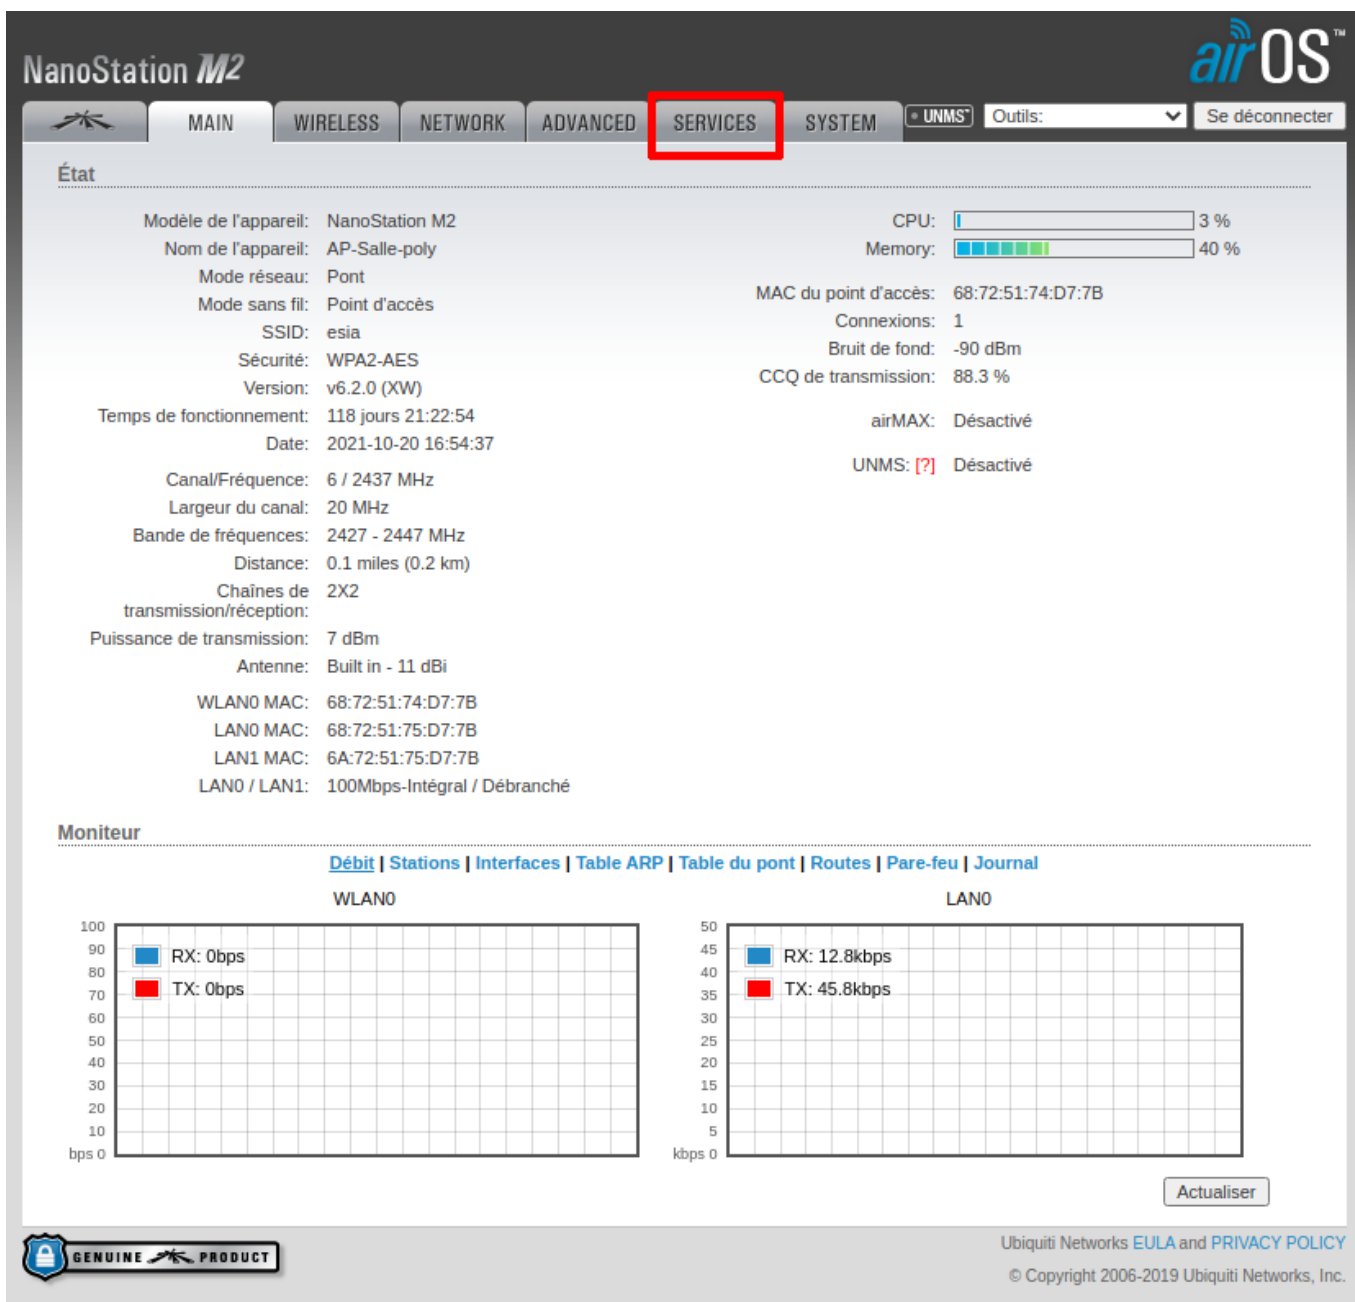 NanoStation M2
airOS™
MAIN WIRELESS NETWORK ADVANCED SERVICES SYSTEM UNMS™ Outils: Se déconnecter
État
Modèle de l'appareil: NanoStation M2
Nom de l'appareil: AP-Salle-poly
Mode réseau: Pont
Mode sans fil: Point d'accès
SSID: esia
Sécurité: WPA2-AES
Version: v6.2.0 (XW)
Temps de fonctionnement: 118 jours 21:22:54
Date: 2021-10-20 16:54:37
Canal/Fréquence: 6 / 2437 MHz
Largeur du canal: 20 MHz
Bande de fréquences: 2427 - 2447 MHz
Distance: 0.1 miles (0.2 km)
Chaînes de 2X2
transmission/réception:
Puissance de transmission: 7 dBm
Antenne: Built in - 11 dBi
WLAN0 MAC: 68:72:51:74:D7:7B
LAN0 MAC: 68:72:51:75:D7:7B
LAN1 MAC: 6A:72:51:75:D7:7B
LAN0 / LAN1: 100Mbps-Intégral / Débranché
CPU: 3 %
Memory: 40 %
MAC du point d'accès: 68:72:51:74:D7:7B
Connexions: 1
Bruit de fond: -90 dBm
CCQ de transmission: 88.3 %
airMAX: Désactivé
UNMS: [?] Désactivé
Moniteur
Débit | Stations | Interfaces | Table ARP | Table du pont | Routes | Pare-feu | Journal
WLAN0
100
90
80
70
60
50
40
30
20
10
bps 0
RX: 0bps
TX: 0bps
LAN0
50
45
40
35
30
25
20
15
10
5
kbps 0
RX: 12.8kbps
TX: 45.8kbps
Actualiser
GENUINE PRODUCT
Ubiquiti Networks EULA and PRIVACY POLICY
© Copyright 2006-2019 Ubiquiti Networks, Inc.